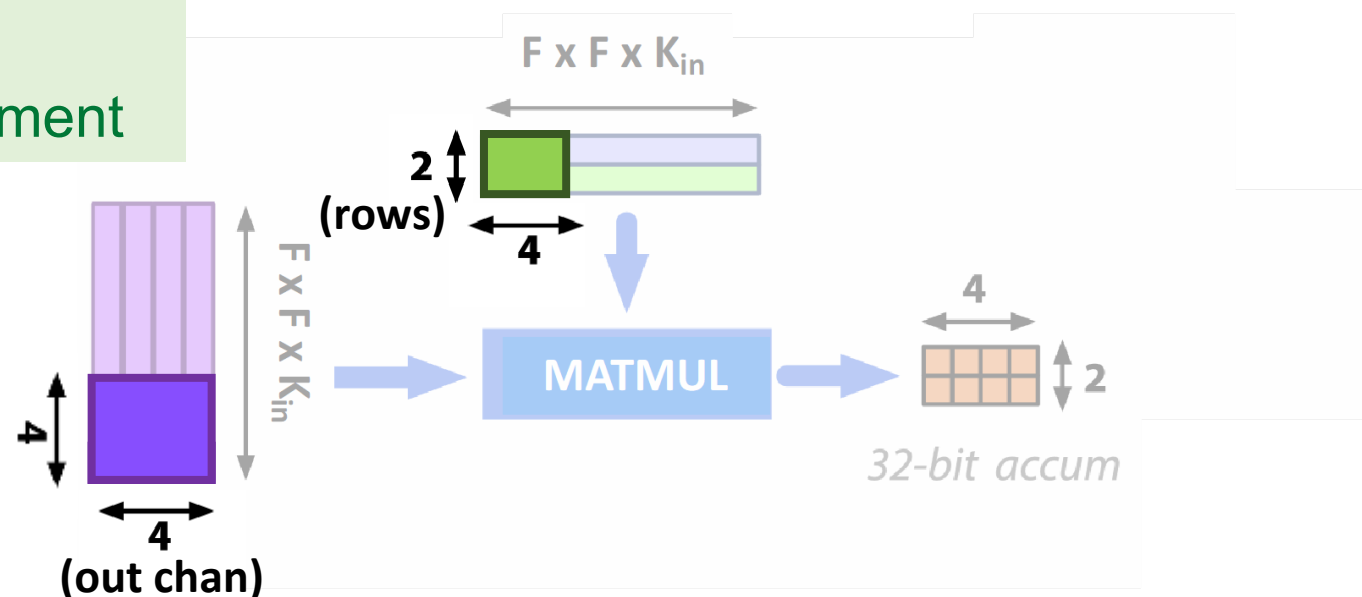 ment
F x F x Kin
2
(rows)
4
F x F x Kin
MATMUL
4
2
32-bit accum
4
4
(out chan)